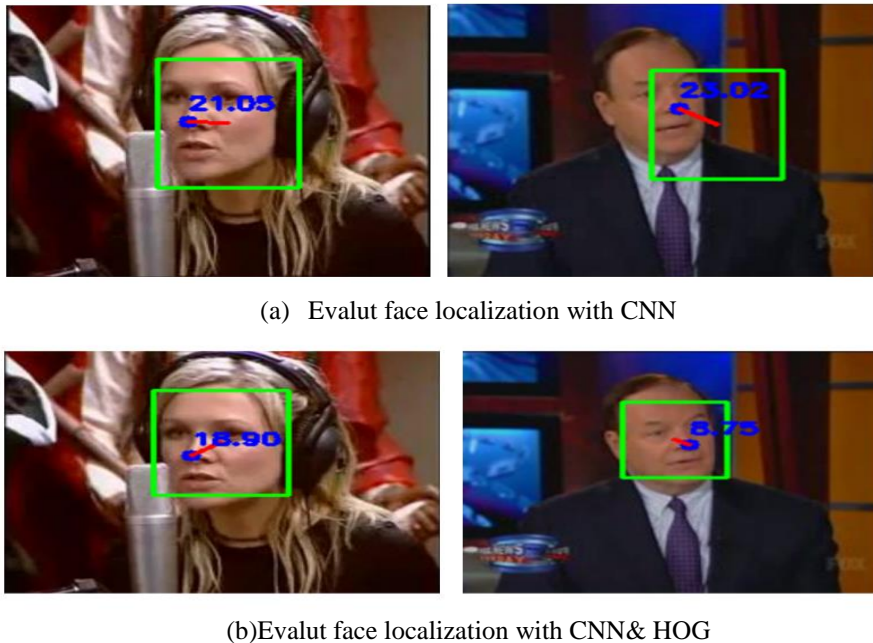 21.05
23.02
FOX
(a) Evalut face localization with CNN
18.90
8.75
(b)Evalut face localization with CNN& HOG